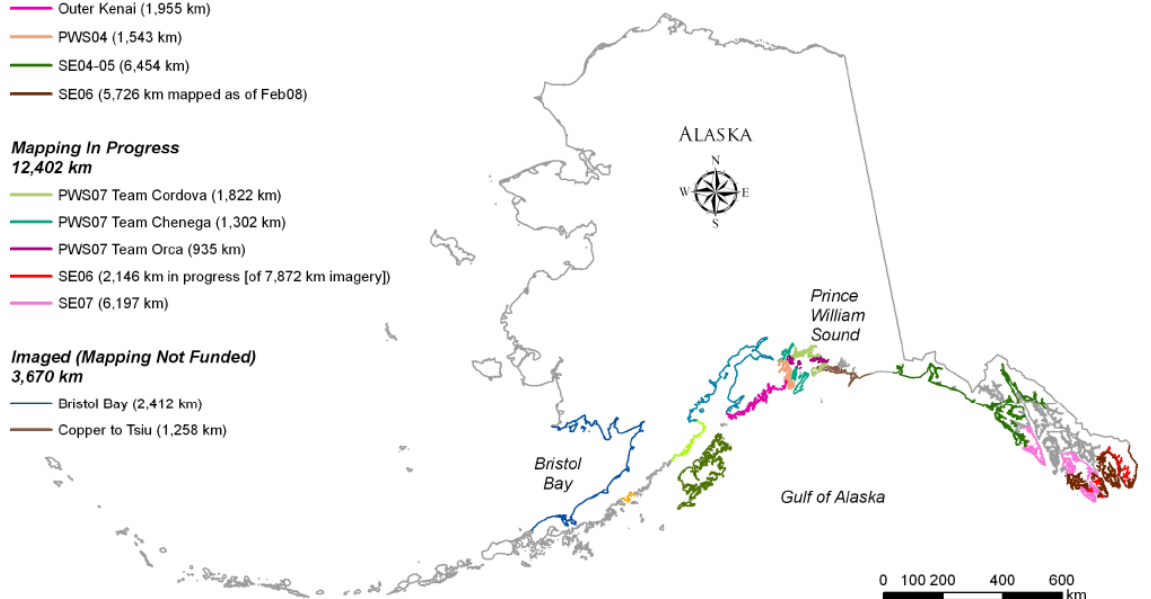 Outer Kenai (1,955 km)
PWS04 (1,543 km)
SE04-05 (6,454 km)
SE06 (5,726 km mapped as of Feb08)
Mapping In Progress
12,402 km
PWS07 Team Cordova (1,822 km)
PWS07 Team Chenega (1,302 km)
PWS07 Team Orca (935 km)
SE06 (2,146 km in progress [of 7,872 km imagery])
SE07 (6,197 km)
Imaged (Mapping Not Funded)
3,670 km
Bristol Bay (2,412 km)
Copper to Tsiu (1,258 km)
ALASKA
N
W E
S
Prince
William
Sound
Bristol
Bay
Gulf of Alaska
0 100 200 400 600
km